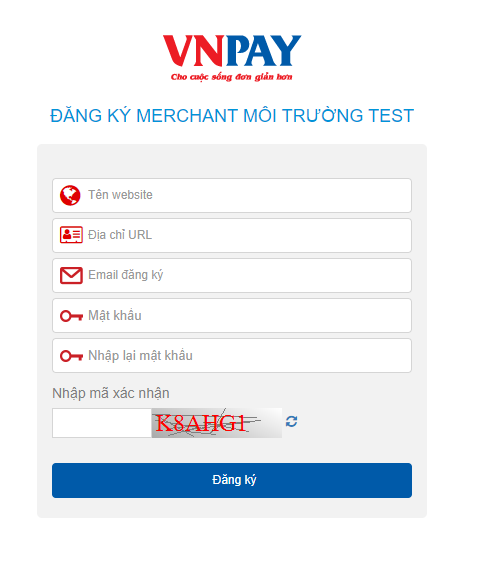 VNPAY
Cho cuộc sống đơn giản hơn
ĐĂNG KÝ MERCHANT MÔI TRƯỜNG TEST
Tên website
Địa chỉ URL
Email đăng ký
Mật khẩu
Nhập lại mật khẩu
Nhập mã xác nhận
K8AHG1
Đăng ký